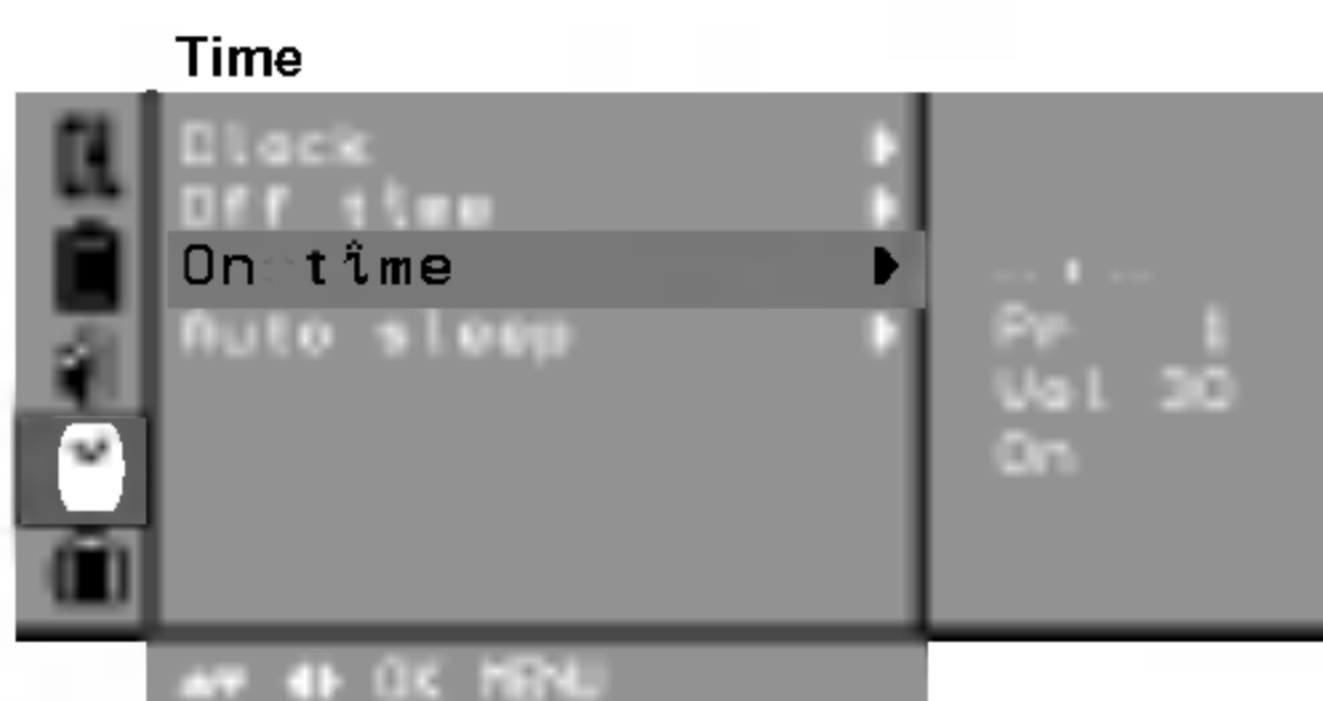 Time
Clock
Off time
On time
Auto sleep
-- : --
Pr 1
Vol 30
On
OK MENU